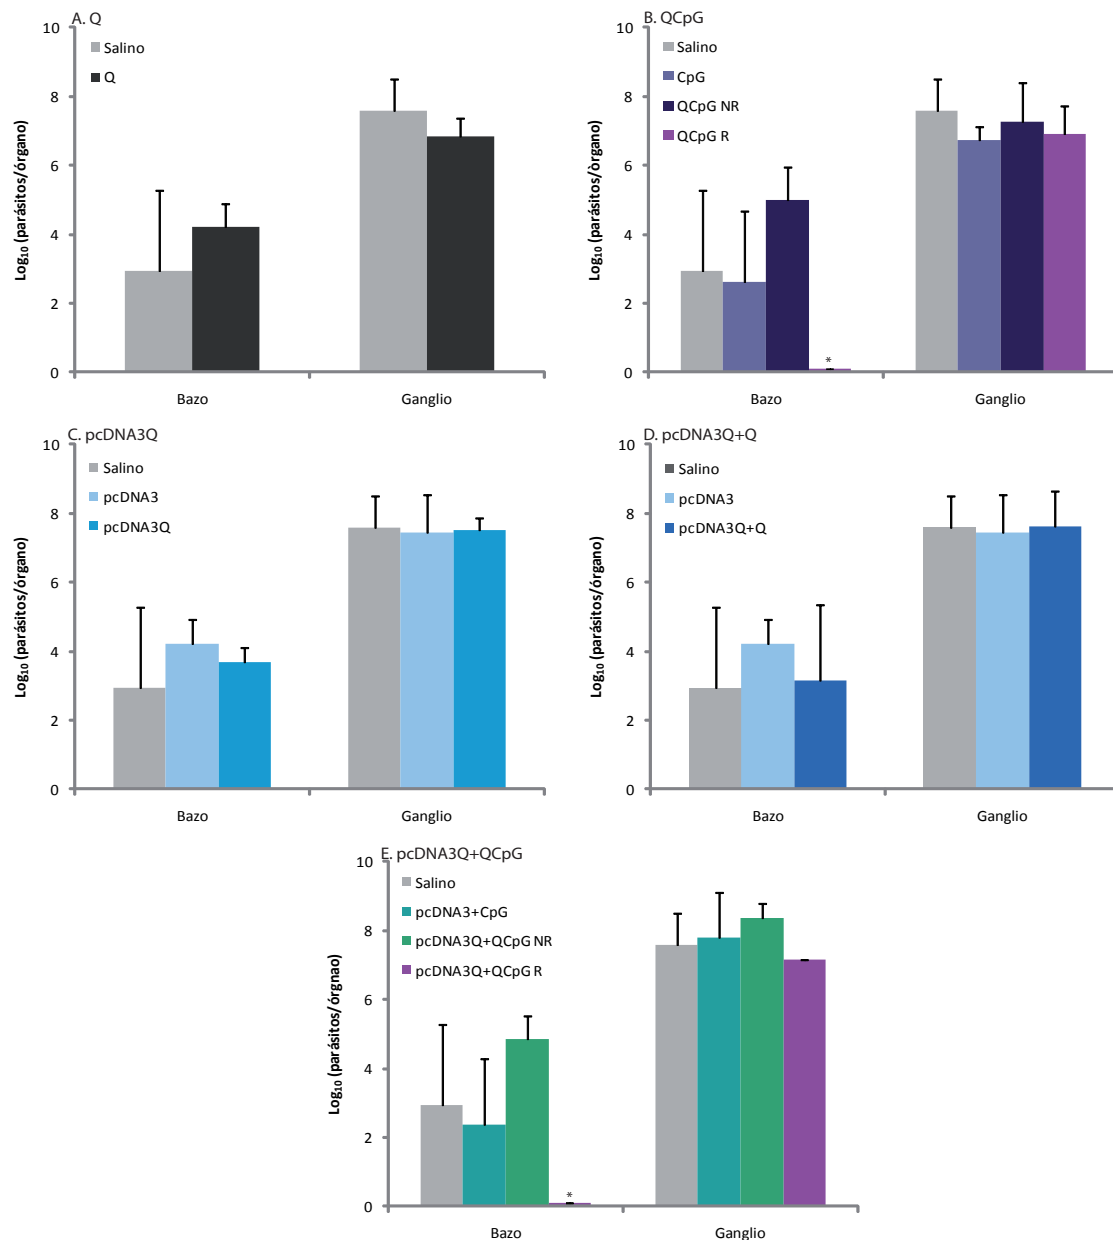 A. Q
Salino
Q
Log₁₀ (parásitos/órgano)
10
8
6
4
2
0
Bazo Ganglio
B. QCpG
Salino
CpG
QCpG NR
QCpG R
Log₁₀ (parásitos/órgano)
10
8
6
4
2
0
*
Bazo Ganglio
C. pcDNA3Q
Salino
pcDNA3
pcDNA3Q
Log₁₀ (parásitos/órgano)
10
8
6
4
2
0
Bazo Ganglio
D. pcDNA3Q+Q
Salino
pcDNA3
pcDNA3Q+Q
Log₁₀ (parásitos/órgano)
10
8
6
4
2
0
Bazo Ganglio
E. pcDNA3Q+QCpG
Salino
pcDNA3+CpG
pcDNA3Q+QCpG NR
pcDNA3Q+QCpG R
Log₁₀ (parásitos/órgnao)
10
8
6
4
2
0
*
Bazo Ganglio